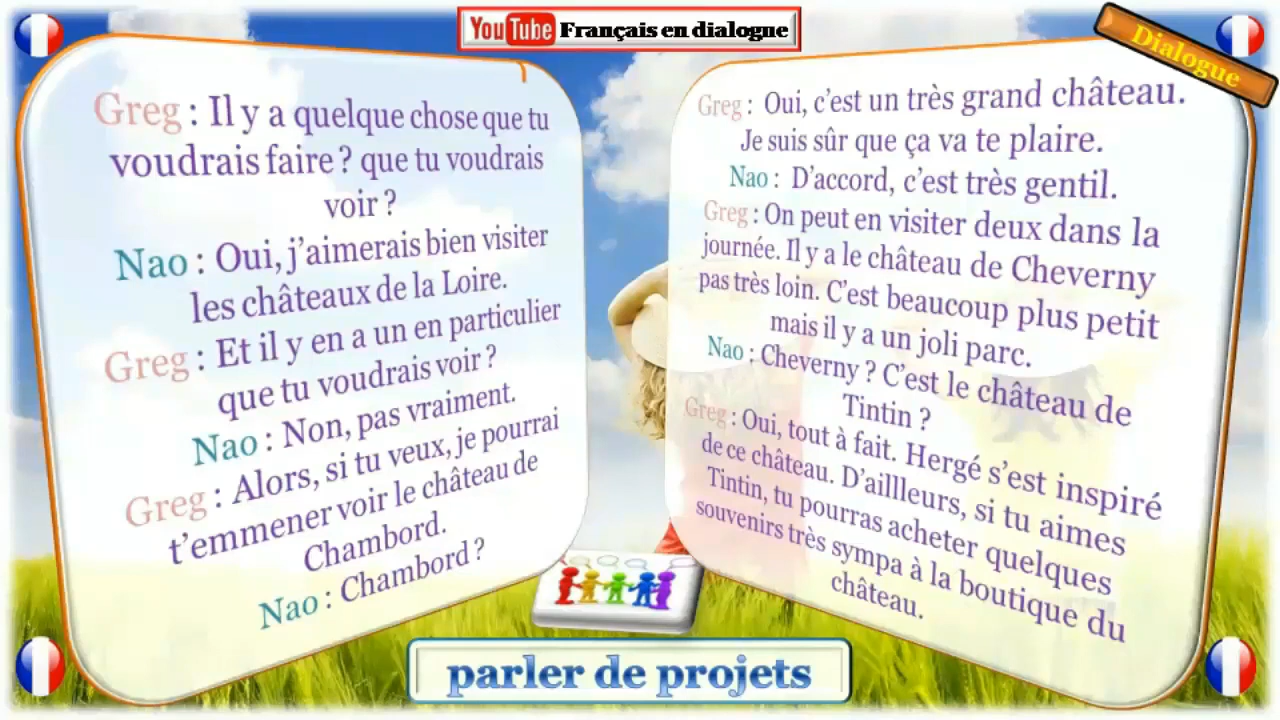 YouTube Français en dialogue
Dialogue
Greg : Il y a quelque chose que tu
voudrais faire ? que tu voudrais
voir ?
Nao : Oui, j'aimerais bien visiter
les châteaux de la Loire.
Greg : Et il y en a un en particulier
que tu voudrais voir ?
Nao : Non, pas vraiment.
Greg : Alors, si tu veux, je pourrai
t'emmener voir le château de
Chambord.
Nao : Chambord ?
Greg : Oui, c'est un très grand château.
Je suis sûr que ça va te plaire.
Nao : D'accord, c'est très gentil.
Greg : On peut en visiter deux dans la
journée. Il y a le château de Cheverny
pas très loin. C'est beaucoup plus petit
mais il y a un joli parc.
Nao : Cheverny ? C'est le château de
Tintin ?
Greg : Oui, tout à fait. Hergé s'est inspiré
de ce château. D'aillleurs, si tu aimes
Tintin, tu pourras acheter quelques
souvenirs très sympa à la boutique du
château.
parler de projets